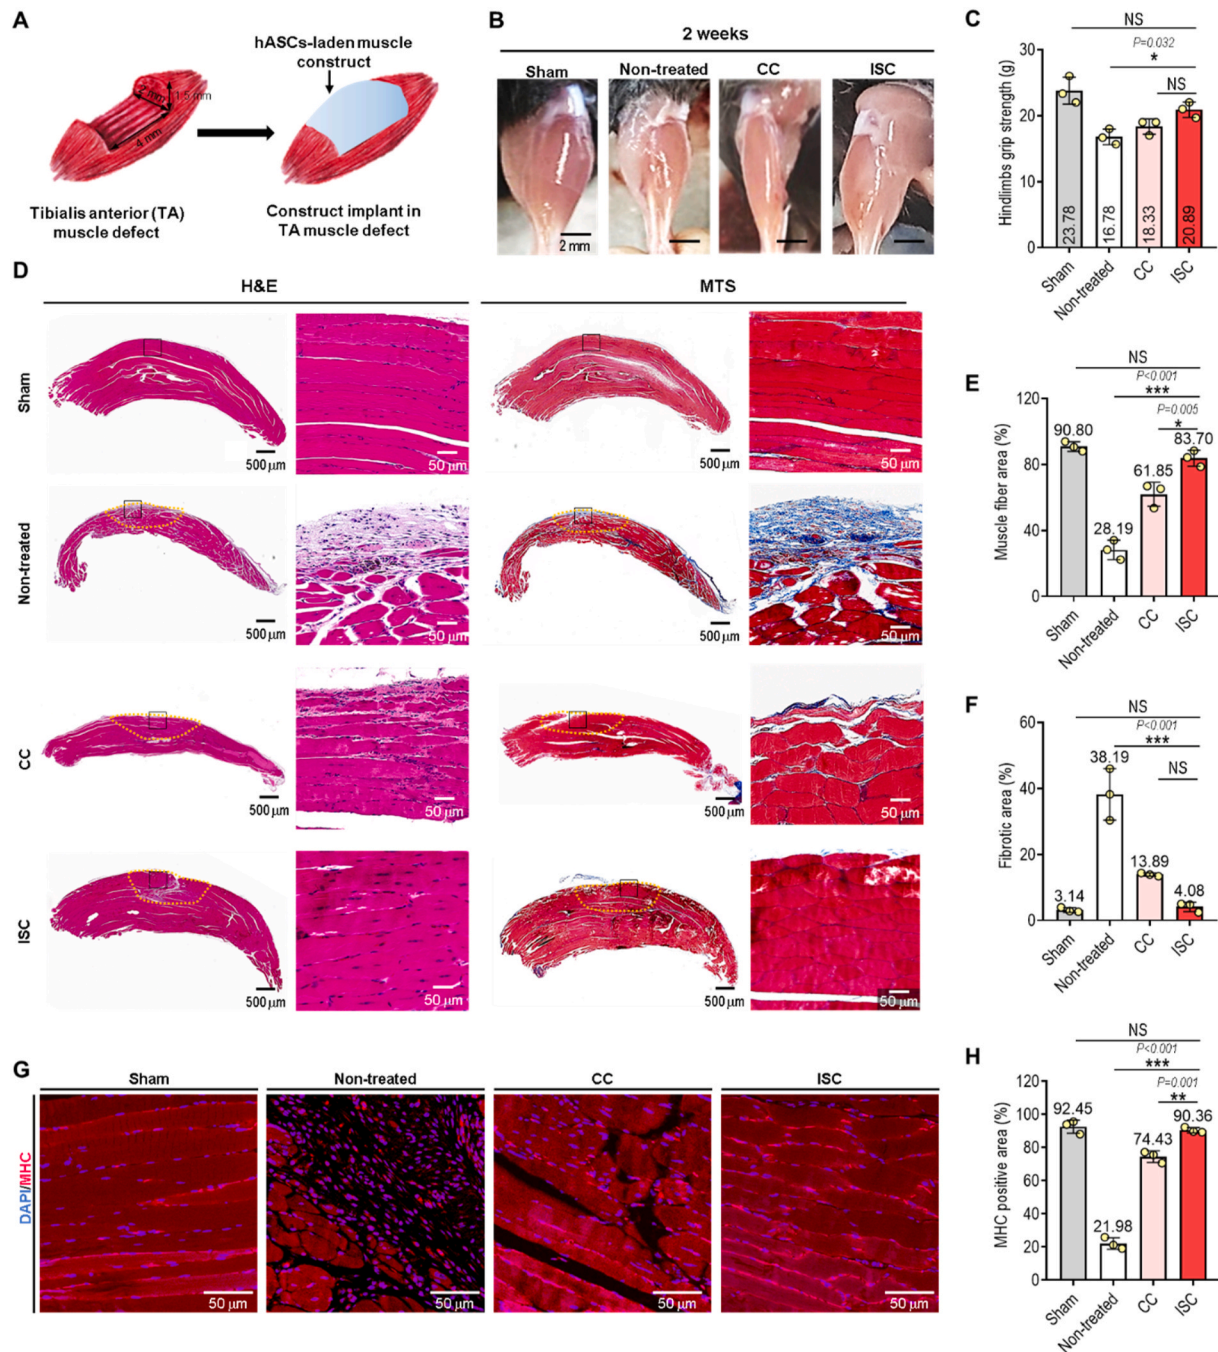 A
hASCs-laden muscle
construct
2 mm
1.5 mm
4 mm
Tibialis anterior (TA)
muscle defect
Construct implant in
TA muscle defect
B
2 weeks
Sham
Non-treated
CC
ISC
2 mm
C
NS
P=0.032
*
NS
Hindlimbs grip strength (g)
30
20
10
0
23.78
16.78
18.33
20.89
Sham
Non-treated
CC
ISC
D
H&E
MTS
Sham
500 μm
50 μm
500 μm
50 μm
Non-treated
500 μm
50 μm
500 μm
50 μm
CC
500 μm
50 μm
500 μm
50 μm
ISC
500 μm
50 μm
500 μm
50 μm
E
NS
P<0.001
***
P=0.005
*
Muscle fiber area (%)
120
80
40
0
90.80
28.19
61.85
83.70
Sham
Non-treated
CC
ISC
F
NS
P<0.001
***
NS
Fibrotic area (%)
60
40
20
0
3.14
38.19
13.89
4.08
Sham
Non-treated
CC
ISC
G
Sham
Non-treated
CC
ISC
DAPI/MHC
50 μm
50 μm
50 μm
50 μm
H
NS
P<0.001
***
P=0.001
**
MHC positive area (%)
120
100
80
60
40
20
0
92.45
21.98
74.43
90.36
Sham
Non-treated
CC
ISC